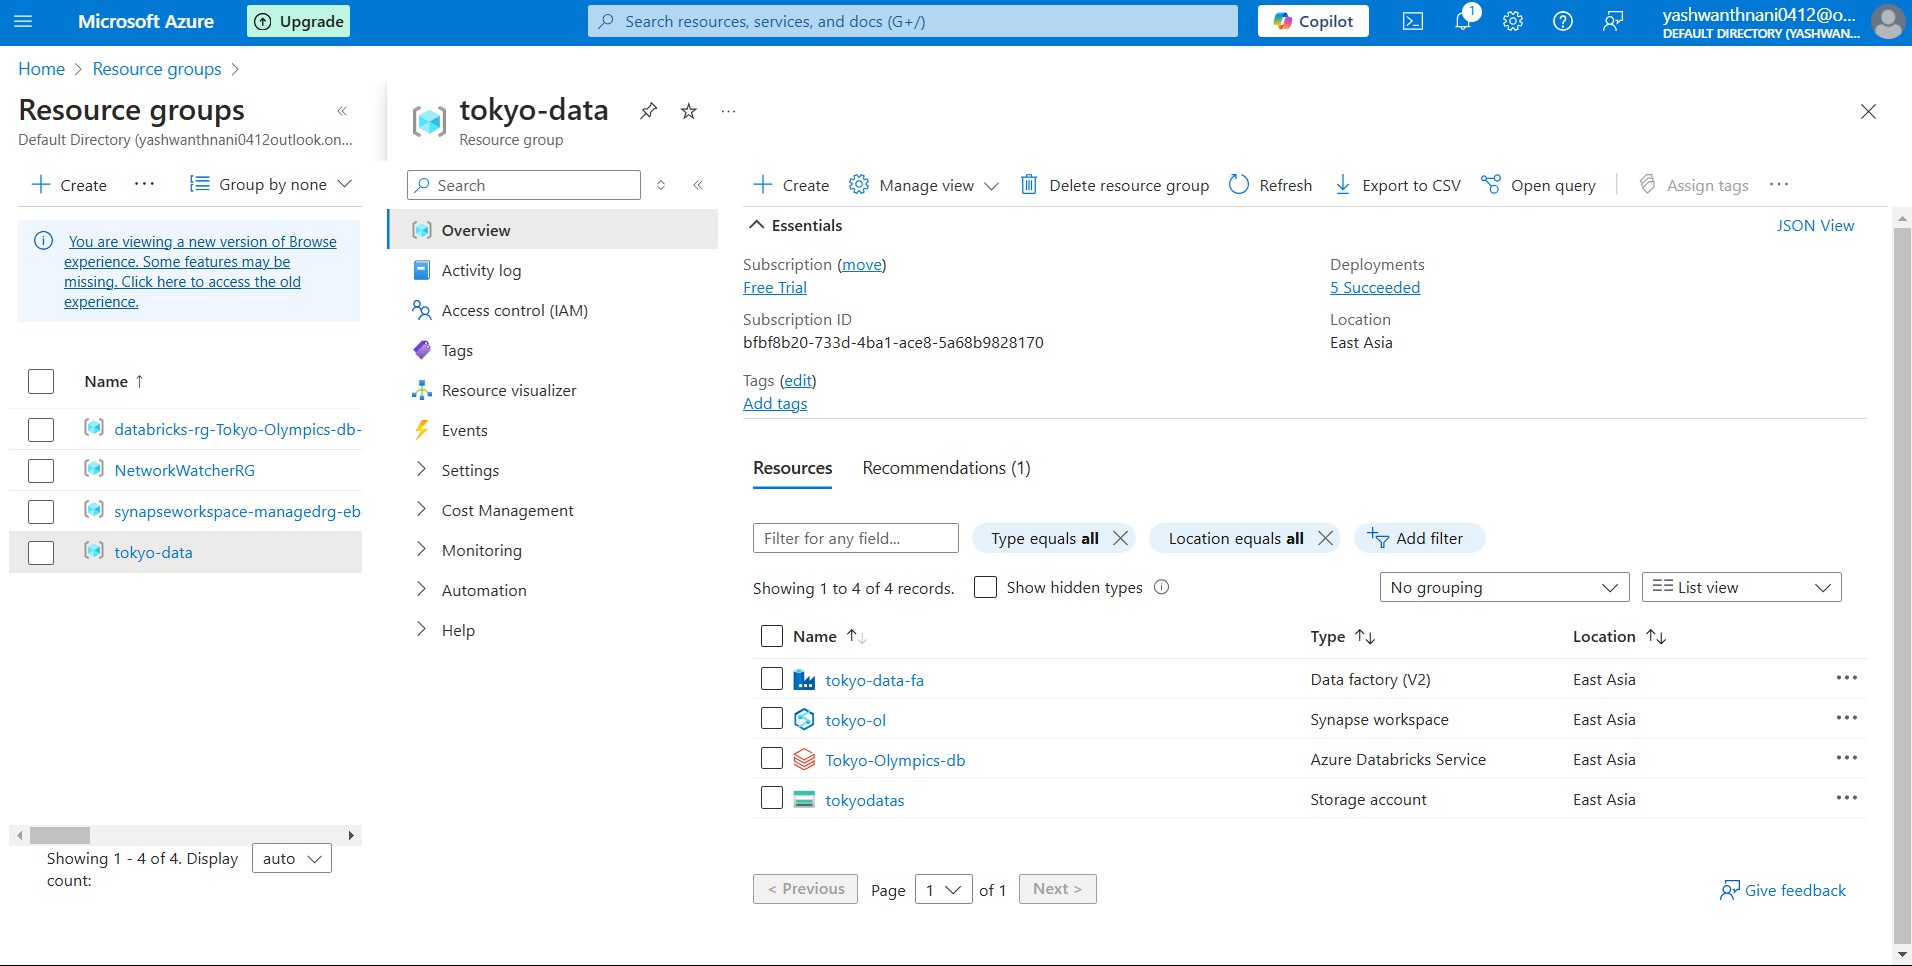 Microsoft Azure
Upgrade
Search resources, services, and docs (G+/)
Copilot
1
yashwanthnani0412@o...
DEFAULT DIRECTORY (YASHWAN...
Home > Resource groups >
Resource groups
Default Directory (yashwanthnani0412outlook.on...
Create
Group by none
You are viewing a new version of Browse
experience. Some features may be
missing. Click here to access the old
experience.
Name ↑
databricks-rg-Tokyo-Olympics-db-
NetworkWatcherRG
synapseworkspace-managedrg-eb
tokyo-data
Showing 1 - 4 of 4. Display
count:
auto
tokyo-data
Resource group
Search
Overview
Activity log
Access control (IAM)
Tags
Resource visualizer
Events
Settings
Cost Management
Monitoring
Automation
Help
Create
Manage view
Delete resource group
Refresh
Export to CSV
Open query
Assign tags
Essentials
JSON View
Subscription (move)
Free Trial
Subscription ID
bfbf8b20-733d-4ba1-ace8-5a68b9828170
Tags (edit)
Add tags
Deployments
5 Succeeded
Location
East Asia
Resources
Recommendations (1)
Filter for any field...
Type equals all
Location equals all
Add filter
Showing 1 to 4 of 4 records.
Show hidden types
No grouping
List view
Name Type Location
tokyo-data-fa Data factory (V2) East Asia
tokyo-ol Synapse workspace East Asia
Tokyo-Olympics-db Azure Databricks Service East Asia
tokyodatas Storage account East Asia
< Previous Page 1 of 1 Next >
Give feedback